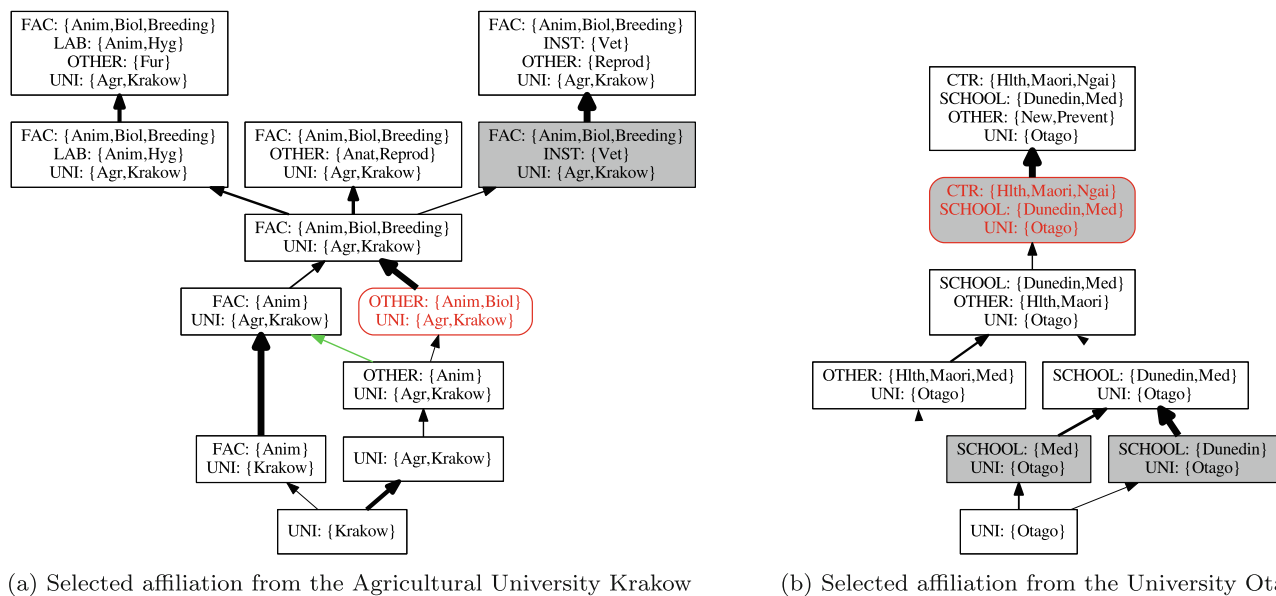 FAC: {Anim,Biol,Breeding}
LAB: {Anim,Hyg}
OTHER: {Fur}
UNI: {Agr,Krakow}
FAC: {Anim,Biol,Breeding}
INST: {Vet}
OTHER: {Reprod}
UNI: {Agr,Krakow}
FAC: {Anim,Biol,Breeding}
LAB: {Anim,Hyg}
UNI: {Agr,Krakow}
FAC: {Anim,Biol,Breeding}
OTHER: {Anat,Reprod}
UNI: {Agr,Krakow}
FAC: {Anim,Biol,Breeding}
INST: {Vet}
UNI: {Agr,Krakow}
FAC: {Anim,Biol,Breeding}
UNI: {Agr,Krakow}
FAC: {Anim}
UNI: {Agr,Krakow}
OTHER: {Anim,Biol}
UNI: {Agr,Krakow}
OTHER: {Anim}
UNI: {Agr,Krakow}
FAC: {Anim}
UNI: {Krakow}
UNI: {Agr,Krakow}
UNI: {Krakow}
(a) Selected affiliation from the Agricultural University Krakow
CTR: {Hlth,Maori,Ngai}
SCHOOL: {Dunedin,Med}
OTHER: {New,Prevent}
UNI: {Otago}
CTR: {Hlth,Maori,Ngai}
SCHOOL: {Dunedin,Med}
UNI: {Otago}
SCHOOL: {Dunedin,Med}
OTHER: {Hlth,Maori}
UNI: {Otago}
OTHER: {Hlth,Maori,Med}
UNI: {Otago}
SCHOOL: {Dunedin,Med}
UNI: {Otago}
SCHOOL: {Med}
UNI: {Otago}
SCHOOL: {Dunedin}
UNI: {Otago}
UNI: {Otago}
(b) Selected affiliation from the University Ota